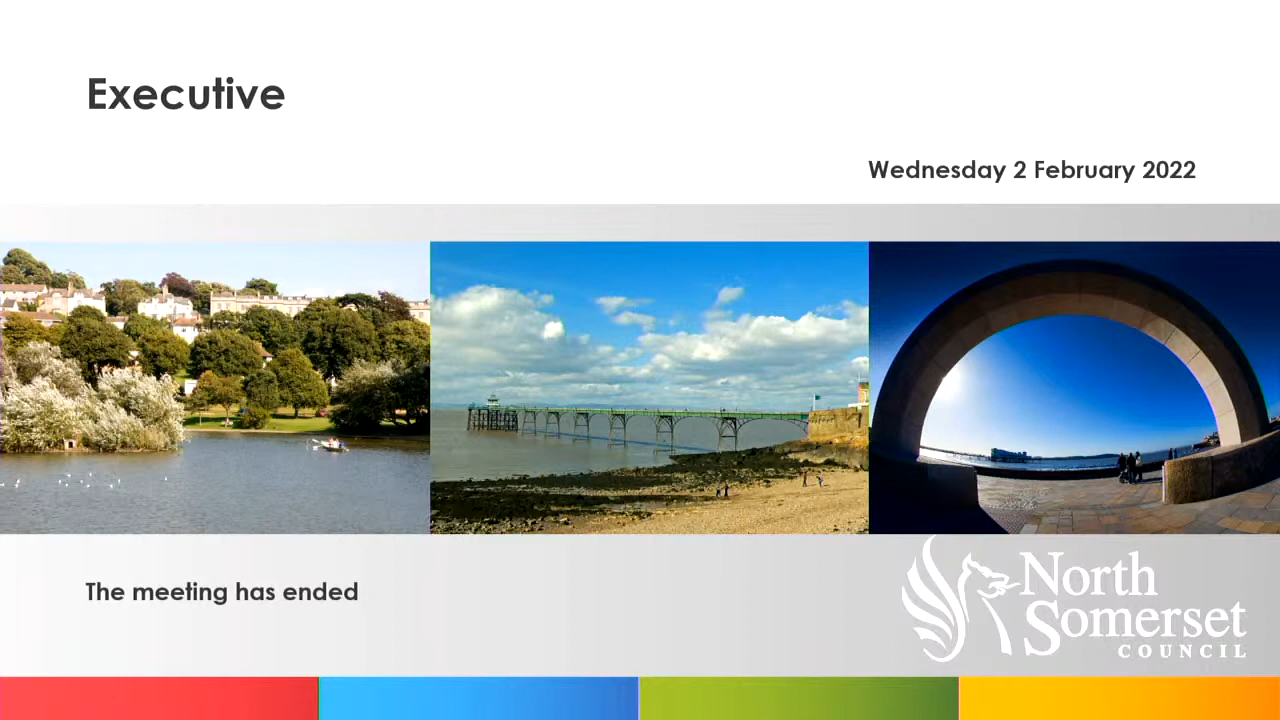 Executive
Wednesday 2 February 2022
The meeting has ended
North
Somerset
COUNCIL